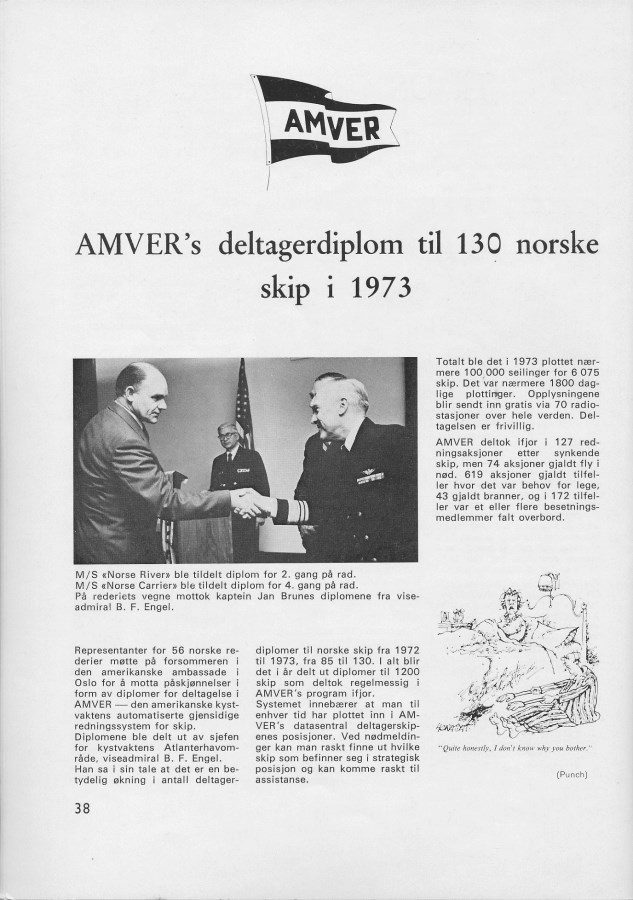 AMVER
AMVER's deltagerdiplom til 130 norske
skip i 1973
M/S «Norse River» ble tildelt diplom for 2. gang på rad.
M/S «Norse Carrier» ble tildelt diplom for 4. gang på rad.
På rederiets vegne mottok kaptein Jan Brunes diplomene fra vise-
admiral B. F. Engel.
Representanter for 56 norske re-
derier møtte på forsommeren i
den amerikanske ambassade i
Oslo for å motta påskjønnelser i
form av diplomer for deltagelse i
AMVER — den amerikanske kyst-
vaktens automatiserte gjensidige
redningssystem for skip.
Diplomene ble delt ut av sjefen
for kystvaktens Atlanterhavom-
råde, viseadmiral B. F. Engel.
Han sa i sin tale at det er en be-
tydelig økning i antall deltager-
diplomer til norske skip fra 1972
til 1973, fra 85 til 130. I alt blir
det i år delt ut diplomer til 1200
skip som deltok regelmessig i
AMVER's program ifjor.
Systemet innebærer at man til
enhver tid har plottet inn i AM-
VER's datasentral deltagerskip-
enes posisjoner. Ved nødmeldin-
ger kan man raskt finne ut hvilke
skip som befinner seg i strategisk
posisjon og kan komme raskt til
assistanse.
Totalt ble det i 1973 plottet nær-
mere 100 000 seilinger for 6 075
skip. Det var nærmere 1800 dag-
lige plottinger. Opplysningene
blir sendt inn gratis via 70 radio-
stasjoner over hele verden. Del-
tagelsen er frivillig.
AMVER deltok ifjor i 127 red-
ningsaksjoner etter synkende
skip, men 74 aksjoner gjaldt fly i
nød. 619 aksjoner gjaldt tilfel-
ler hvor det var behov for lege,
43 gjaldt branner, og i 172 tilfel-
ler var et eller flere besetnings-
medlemmer falt overbord.
"Quite honestly, I don't know why you bother."
(Punch)
38